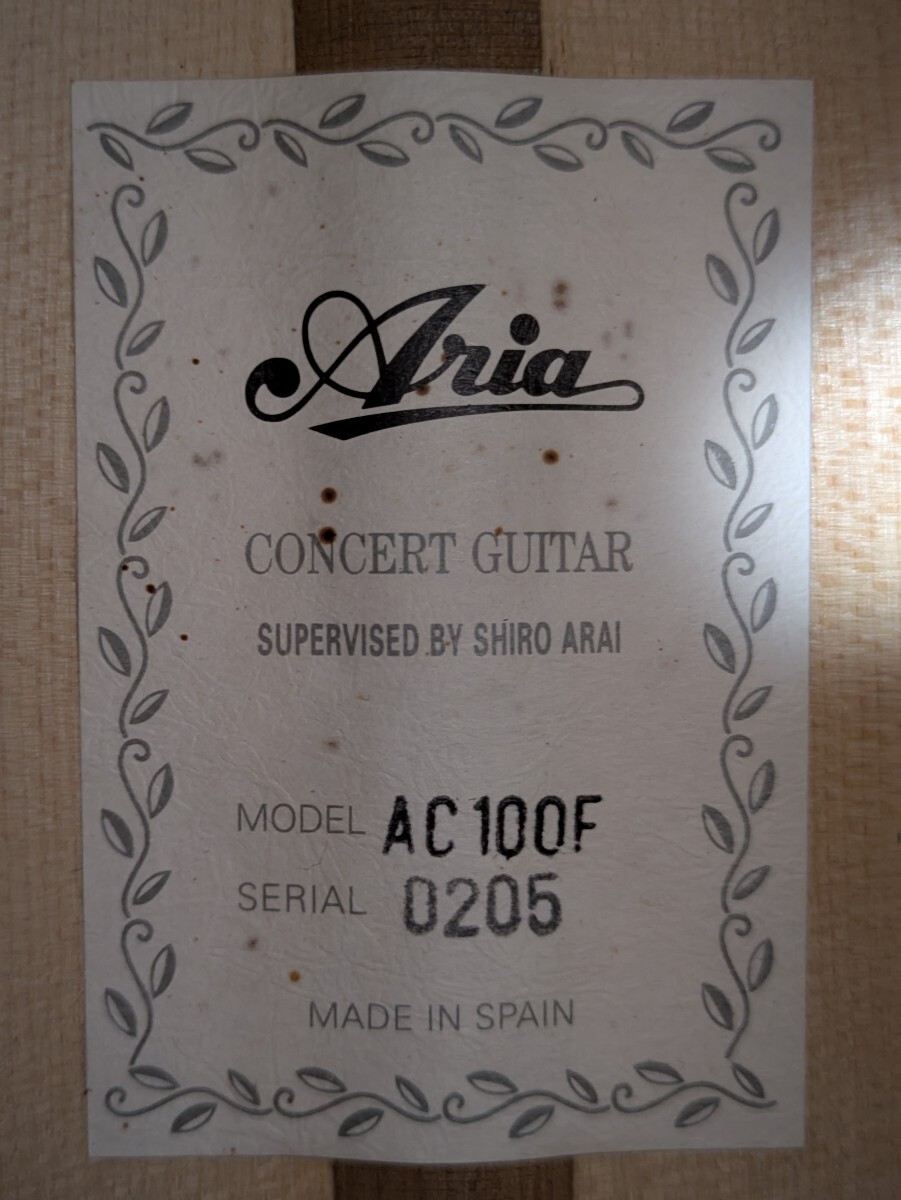 Aria
CONCERT GUITAR
SUPERVISED BY SHIRO ARAI
MODEL AC100F
SERIAL 0205
MADE IN SPAIN